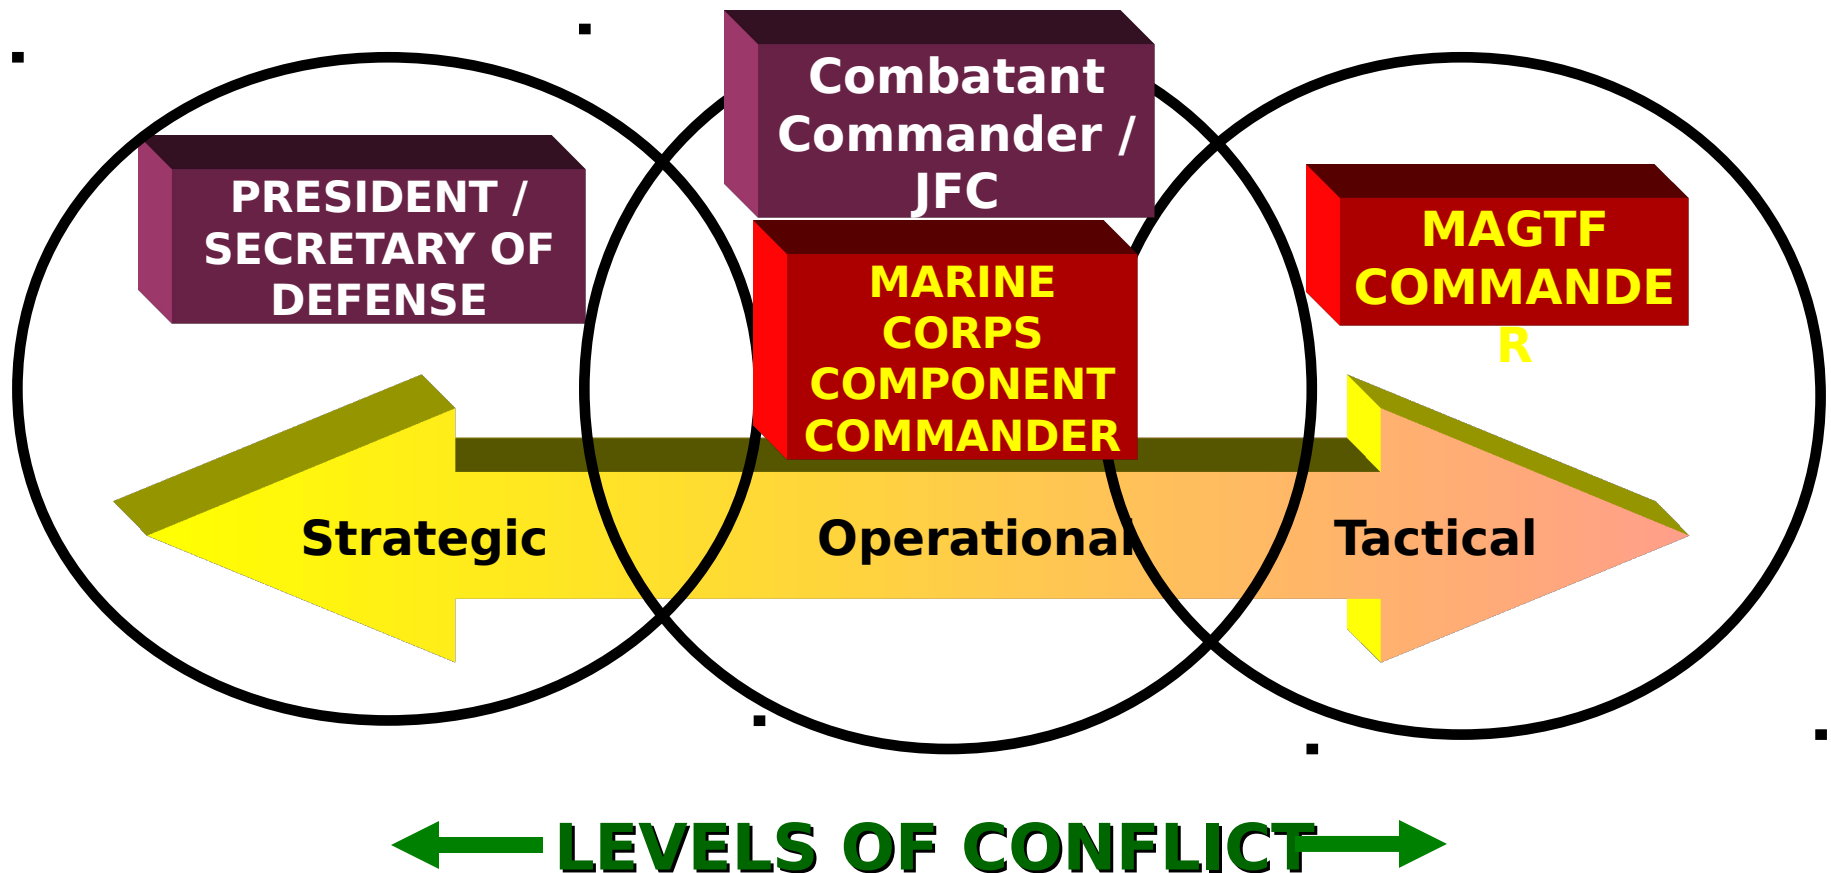 PRESIDENT /
SECRETARY OF
DEFENSE
Combatant
Commander /
JFC
MARINE
CORPS
COMPONENT
COMMANDER
MAGTF
COMMANDE
R
Strategic
Operational
Tactical
LEVELS OF CONFLICT